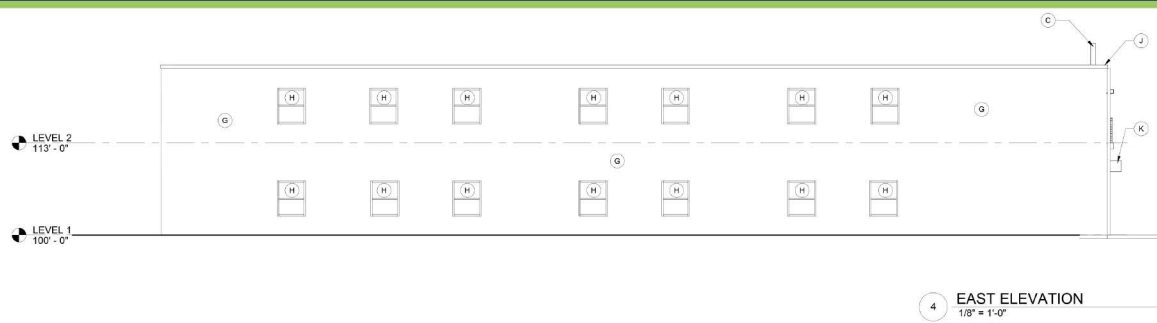 C
J
H H H H H H H
G G
K
LEVEL 2
113' - 0"
G
H H H H H H H
LEVEL 1
100' - 0"
4 EAST ELEVATION
1/8" = 1'-0"